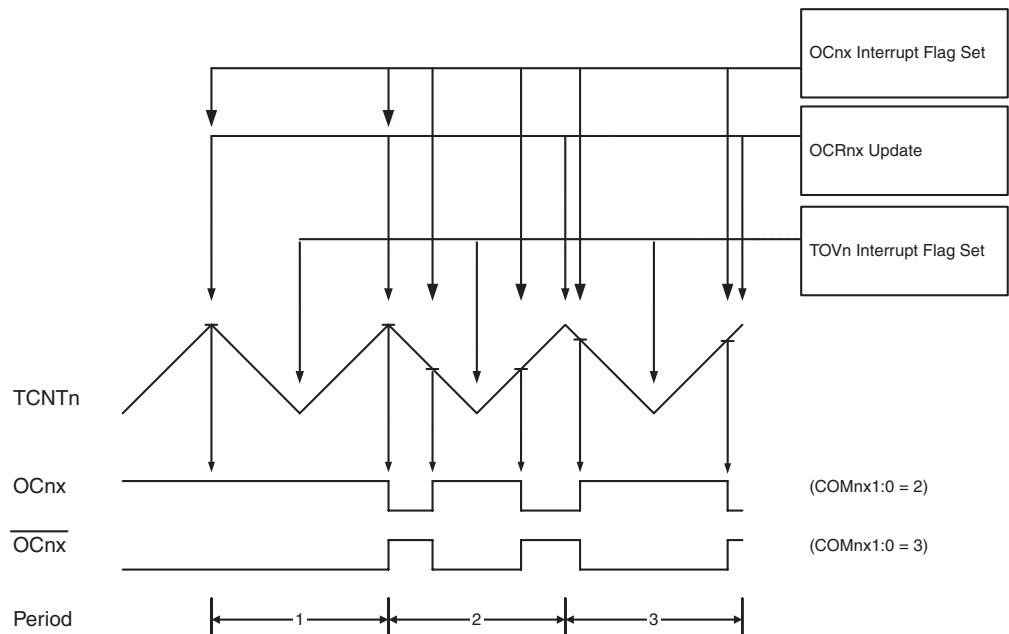 OCnx Interrupt Flag Set
OCRnx Update
TOVn Interrupt Flag Set
TCNTn
OCnx
(COMnx1:0 = 2)
OCnx
(COMnx1:0 = 3)
Period
1
2
3